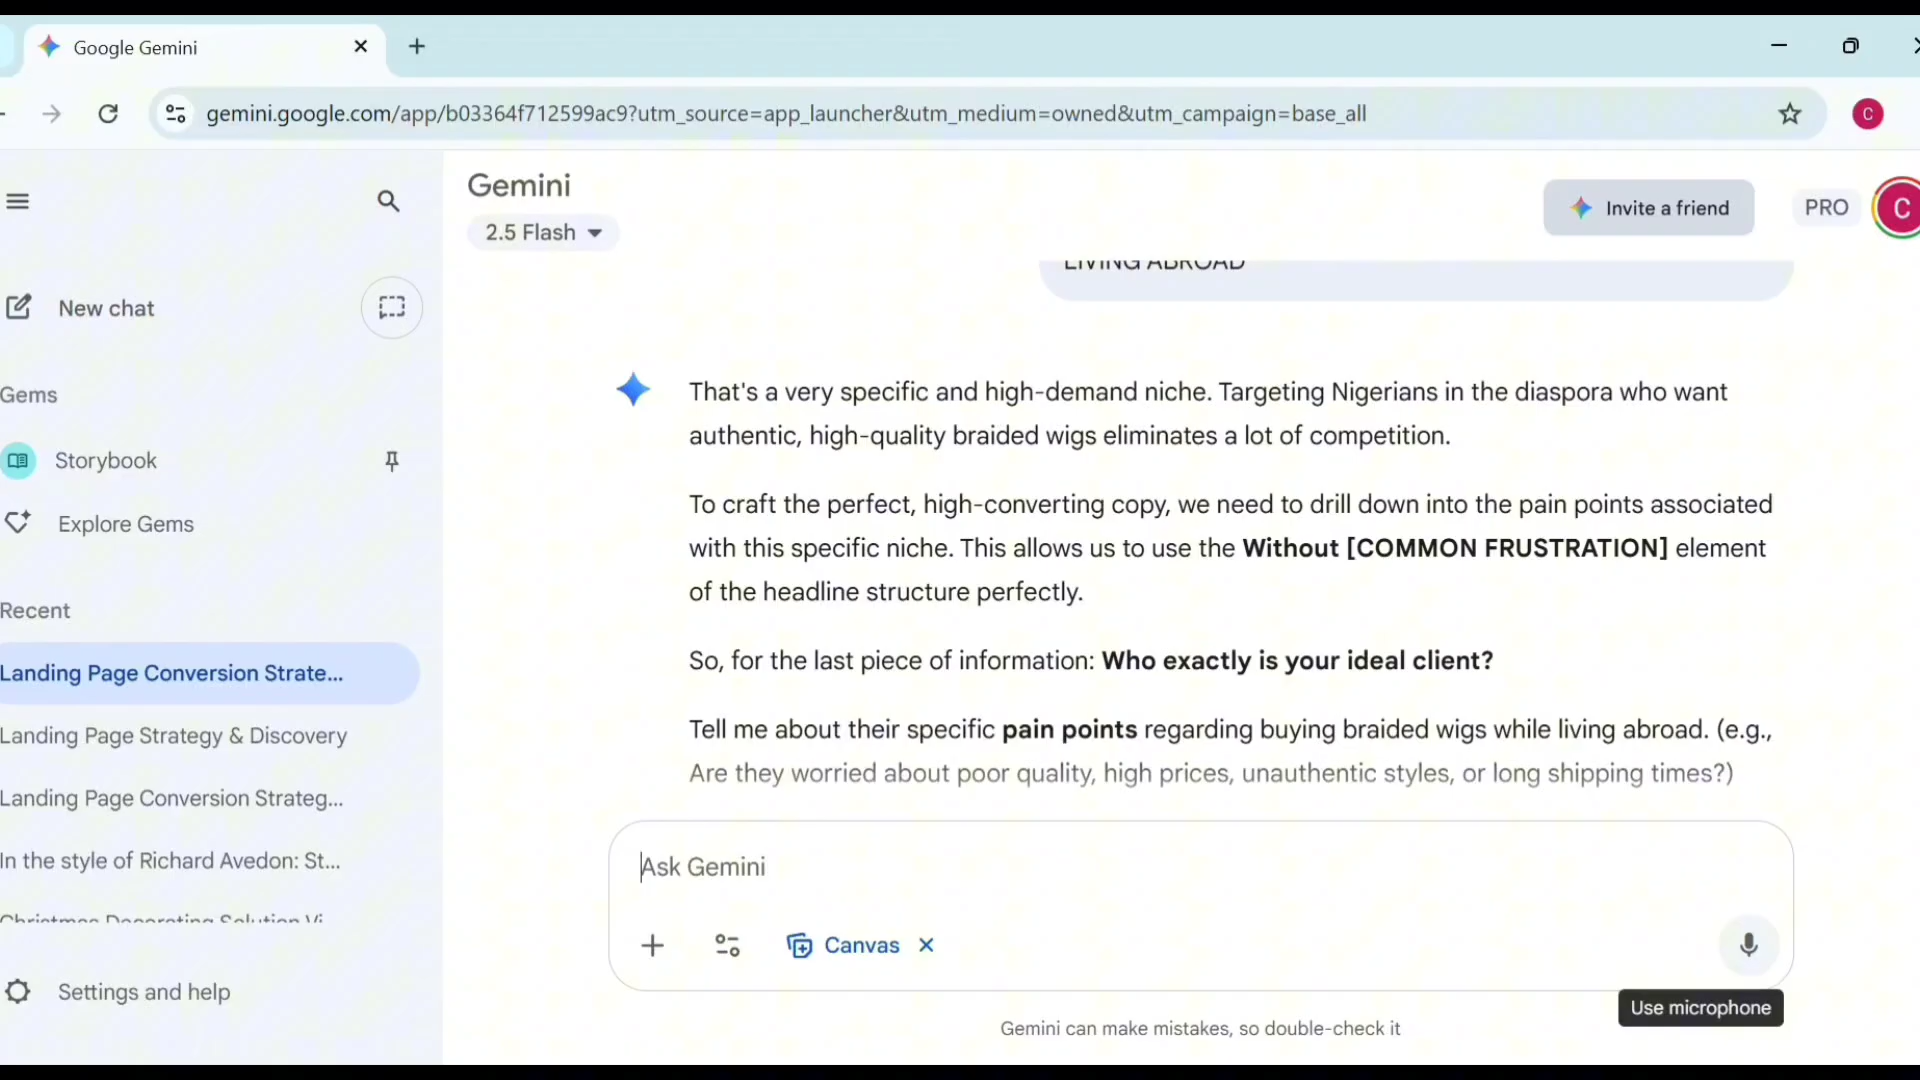 Google Gemini
gemini.google.com/app/b03364f712599ac9?utm_source=app_launcher&utm_medium=owned&utm_campaign=base_all
C
Gemini
2.5 Flash
Invite a friend
PRO
C
New chat
Gems
Storybook
Explore Gems
Recent
Landing Page Conversion Strate...
Landing Page Strategy & Discovery
Landing Page Conversion Strateg...
In the style of Richard Avedon: St...
Christmas Decorating Solution Vi
Settings and help
LIVING ABROAD
That's a very specific and high-demand niche. Targeting Nigerians in the diaspora who want
authentic, high-quality braided wigs eliminates a lot of competition.
To craft the perfect, high-converting copy, we need to drill down into the pain points associated
with this specific niche. This allows us to use the Without [COMMON FRUSTRATION] element
of the headline structure perfectly.
So, for the last piece of information: Who exactly is your ideal client?
Tell me about their specific pain points regarding buying braided wigs while living abroad. (e.g.,
Are they worried about poor quality, high prices, unauthentic styles, or long shipping times?)
Ask Gemini
Canvas
Use microphone
Gemini can make mistakes, so double-check it